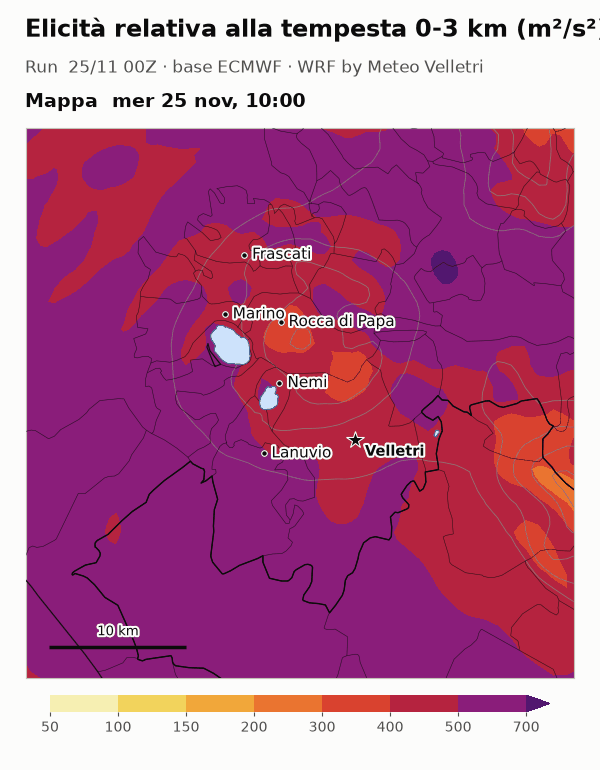 Elicità relativa alla tempesta 0-3 km (m²/s²)
Run  25/11 00Z · base ECMWF · WRF by Meteo Velletri
Mappa  mer 25 nov, 10:00
Frascati
Marino
Rocca di Papa
Nemi
Lanuvio
Velletri
10 km
50 100 150 200 300 400 500 700